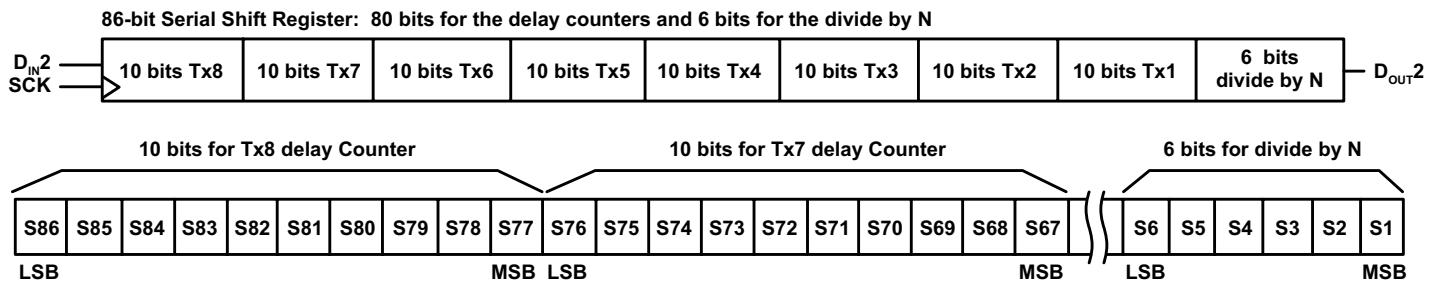 86-bit Serial Shift Register: 80 bits for the delay counters and 6 bits for the divide by N
D_IN2
SCK
10 bits Tx8
10 bits Tx7
10 bits Tx6
10 bits Tx5
10 bits Tx4
10 bits Tx3
10 bits Tx2
10 bits Tx1
6 bits
divide by N
D_OUT2
10 bits for Tx8 delay Counter
10 bits for Tx7 delay Counter
6 bits for divide by N
S86 S85 S84 S83 S82 S81 S80 S79 S78 S77 S76 S75 S74 S73 S72 S71 S70 S69 S68 S67 S6 S5 S4 S3 S2 S1
LSB MSB LSB MSB LSB MSB